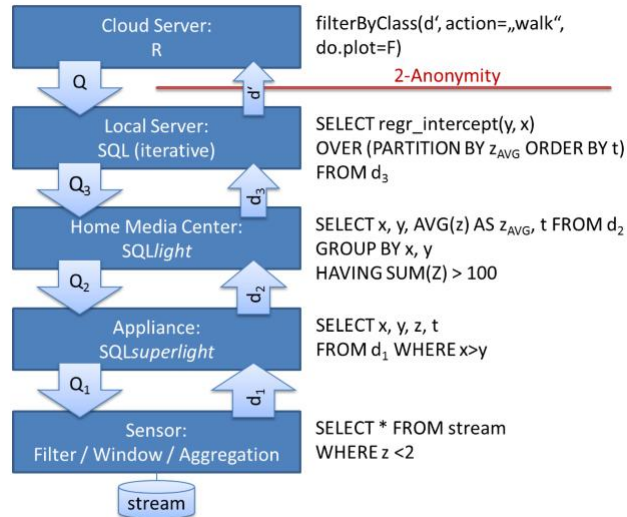 Cloud Server:
R
filterByClass(d‘, action=„walk“,
do.plot=F)
Q
d‘
2-Anonymity
Local Server:
SQL (iterative)
SELECT regr_intercept(y, x)
OVER (PARTITION BY zAVG ORDER BY t)
FROM d3
Q3
d3
Home Media Center:
SQLlight
SELECT x, y, AVG(z) AS zAVG, t FROM d2
GROUP BY x, y
HAVING SUM(Z) > 100
Q2
d2
Appliance:
SQLsuperlight
SELECT x, y, z, t
FROM d1 WHERE x>y
Q1
d1
Sensor:
Filter / Window / Aggregation
SELECT * FROM stream
WHERE z <2
stream